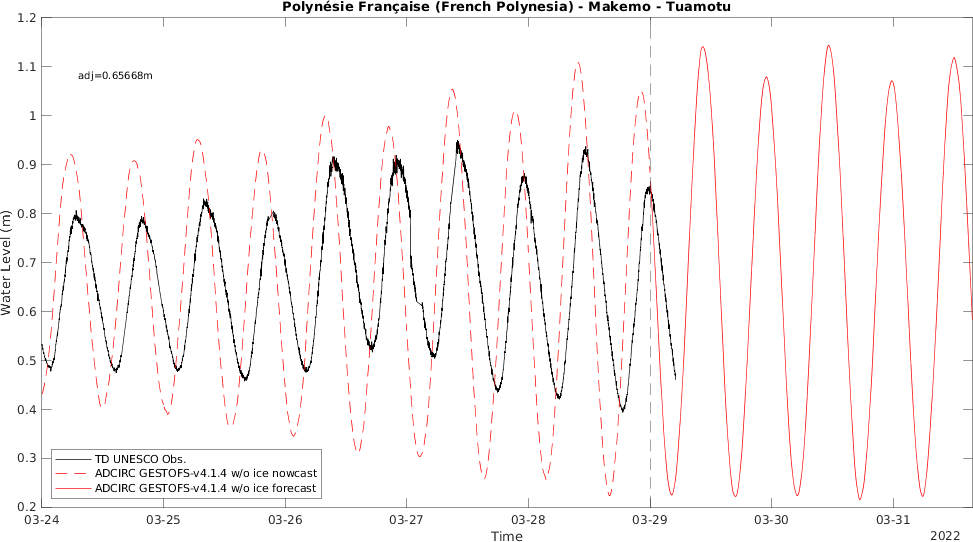 Polynésie Française (French Polynesia) - Makemo - Tuamotu
1.2
1.1
1
0.9
0.8
0.7
0.6
0.5
0.4
0.3
0.2
Water Level (m)
adj=0.65668m
TD UNESCO Obs.
ADCIRC GESTOFS-v4.1.4 w/o ice nowcast
ADCIRC GESTOFS-v4.1.4 w/o ice forecast
03-24 03-25 03-26 03-27 03-28 03-29 03-30 03-31
Time
2022